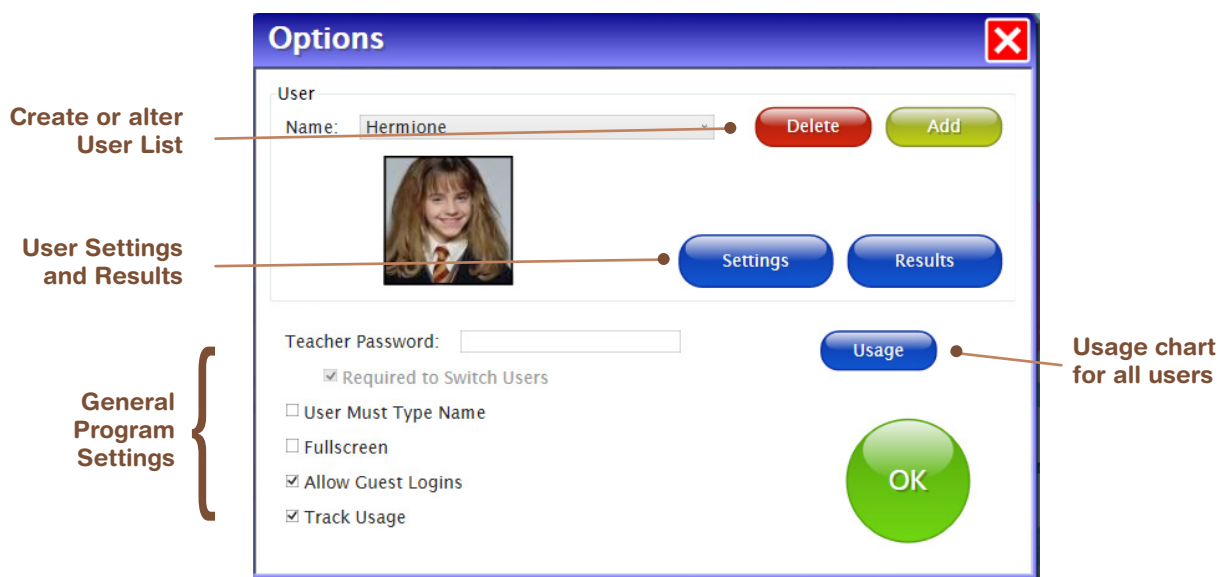 Options
User
Create or alter
User List
Name: Hermione
Delete
Add
User Settings
and Results
Settings
Results
Teacher Password:
Usage
Usage chart
for all users
Required to Switch Users
General
Program
Settings
User Must Type Name
Fullscreen
Allow Guest Logins
Track Usage
OK